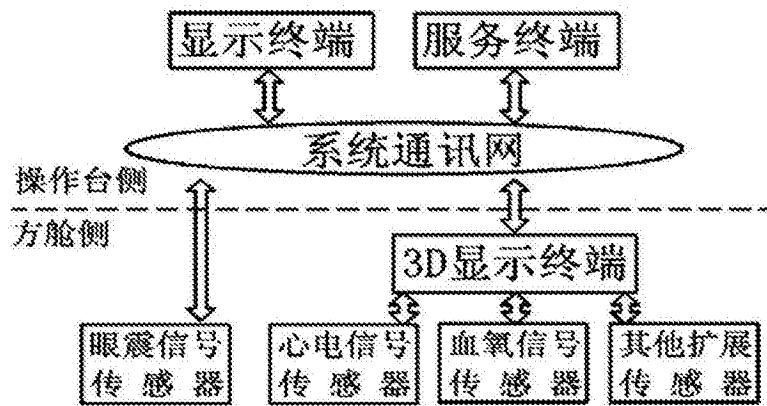 显示终端
服务终端
系统通讯网
操作台侧
方舱侧
3D显示终端
眼震信号
传感器
心电信号
传感器
血氧信号
传感器
其他扩展
传感器